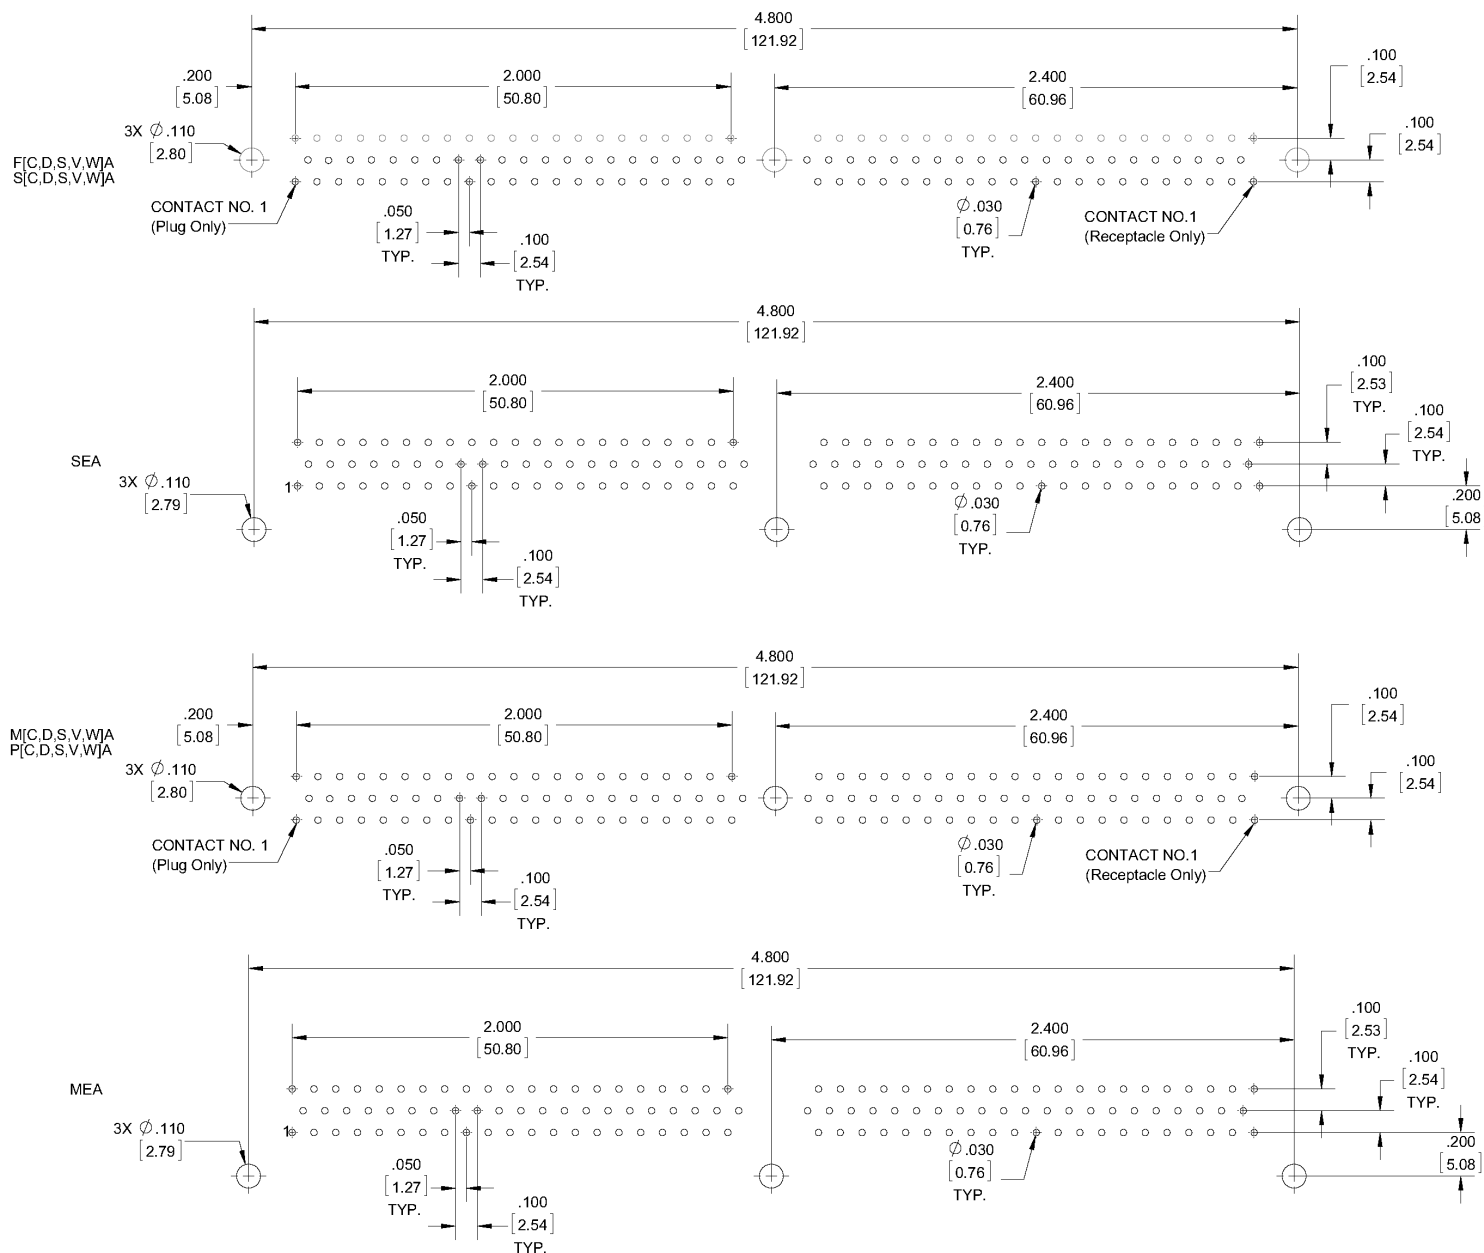 4.800
[121.92]
.200
[5.08]
2.000
[50.80]
2.400
[60.96]
.100
[2.54]
3X Ø.110
[2.80]
.100
[2.54]
F[C,D,S,V,W]A
S[C,D,S,V,W]A
CONTACT NO. 1
(Plug Only)
.050
[1.27]
TYP.
.100
[2.54]
TYP.
Ø.030
[0.76]
TYP.
CONTACT NO.1
(Receptacle Only)
4.800
[121.92]
2.000
[50.80]
2.400
[60.96]
.100
[2.53]
TYP.
.100
[2.54]
TYP.
SEA
3X Ø.110
[2.79]
1
.050
[1.27]
TYP.
.100
[2.54]
TYP.
Ø.030
[0.76]
TYP.
.200
[5.08
4.800
[121.92]
.200
[5.08]
2.000
[50.80]
2.400
[60.96]
.100
[2.54]
M[C,D,S,V,W]A
P[C,D,S,V,W]A
3X Ø.110
[2.80]
.100
[2.54]
CONTACT NO. 1
(Plug Only)
.050
[1.27]
TYP.
.100
[2.54]
TYP.
Ø.030
[0.76]
TYP.
CONTACT NO.1
(Receptacle Only)
4.800
[121.92]
2.000
[50.80]
2.400
[60.96]
.100
[2.53]
TYP.
.100
[2.54]
TYP.
MEA
3X Ø.110
[2.79]
1
.050
[1.27]
TYP.
.100
[2.54]
TYP.
Ø.030
[0.76]
TYP.
.200
[5.08]